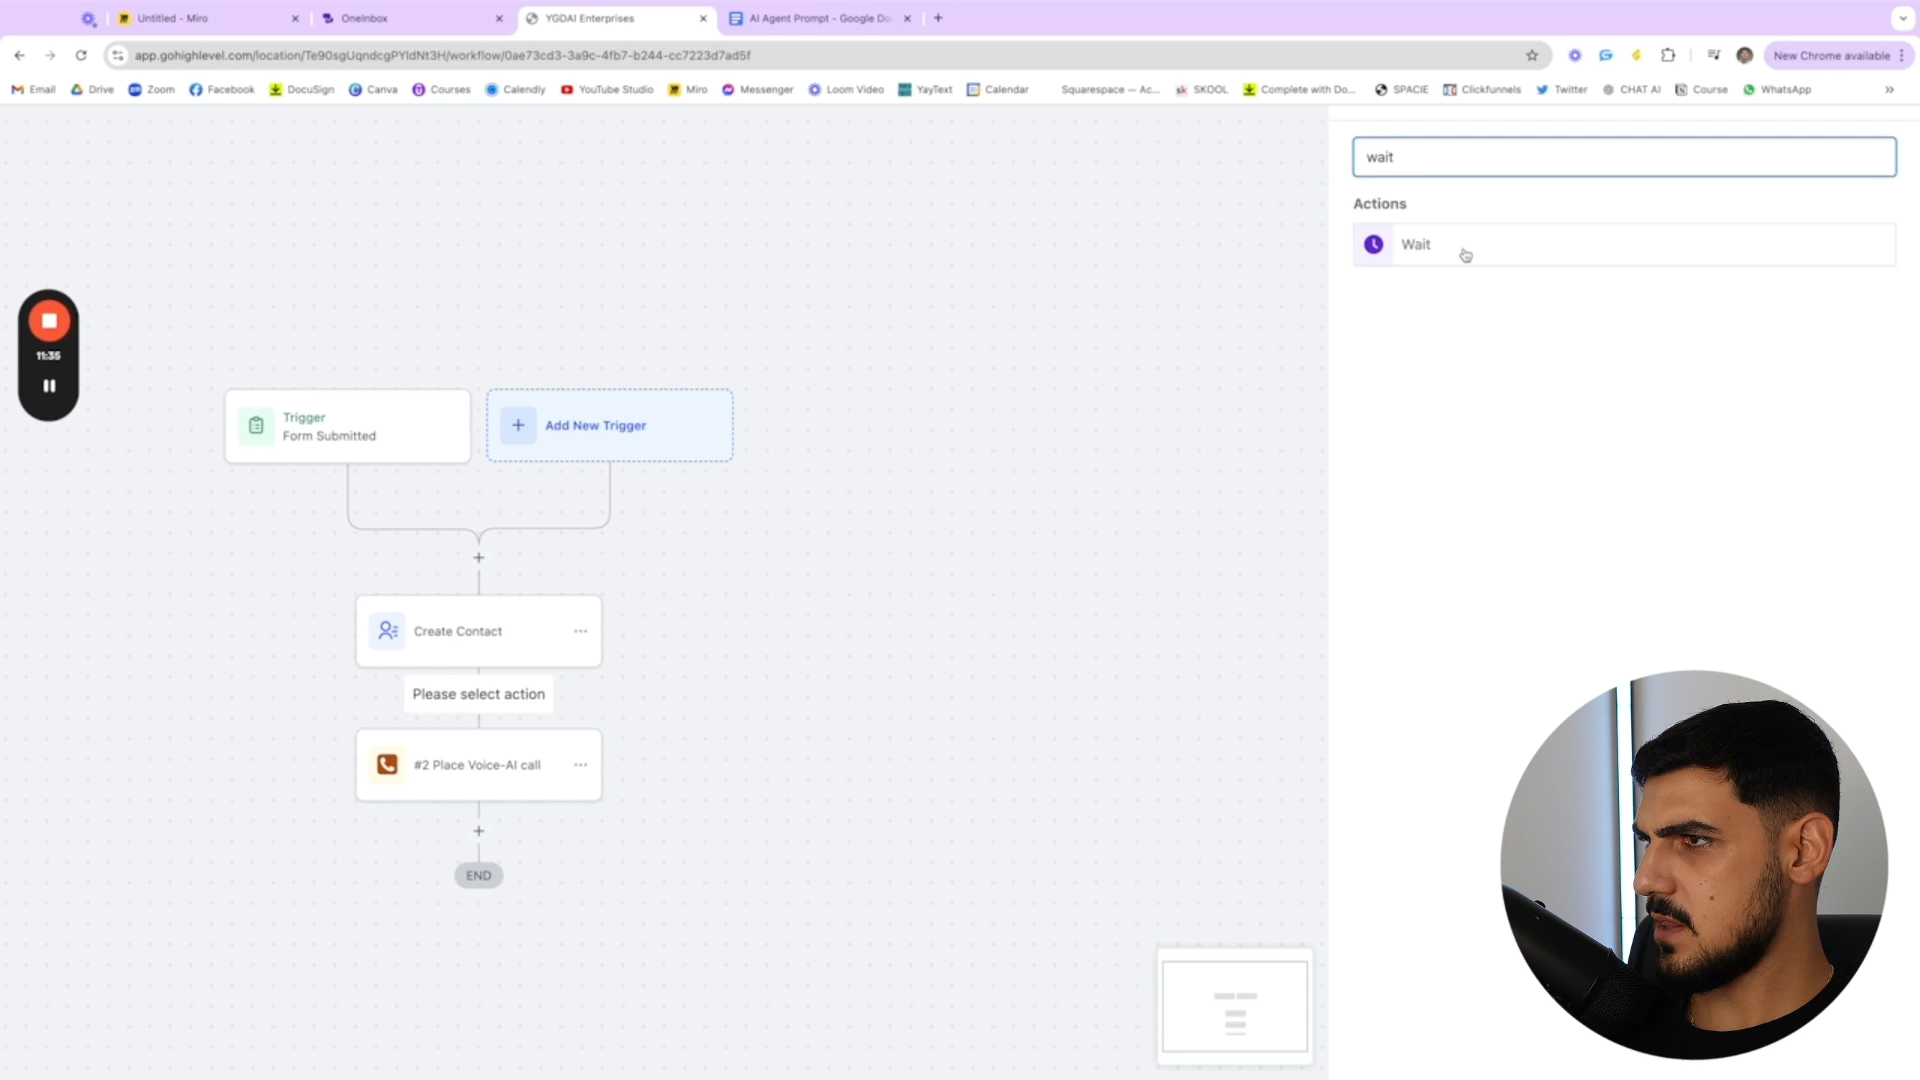 Untitled - Miro
OneInbox
YGDAI Enterprises
AI Agent Prompt - Google Do
app.gohighlevel.com/location/Te90sgUqndcgPYldNt3H/workflow/0ae73cd3-3a9c-4fb7-b244-cc7223d7ad5f
New Chrome available
Email
Drive
Zoom
Facebook
DocuSign
Canva
Courses
Calendly
YouTube Studio
Miro
Messenger
Loom Video
YayText
Calendar
Squarespace — Ac...
SKOOL
Complete with Do...
SPACIE
Clickfunnels
Twitter
CHAT AI
Course
WhatsApp
wait
Actions
Wait
11:35
Trigger
Form Submitted
Add New Trigger
Create Contact
Please select action
#2 Place Voice-AI call
END